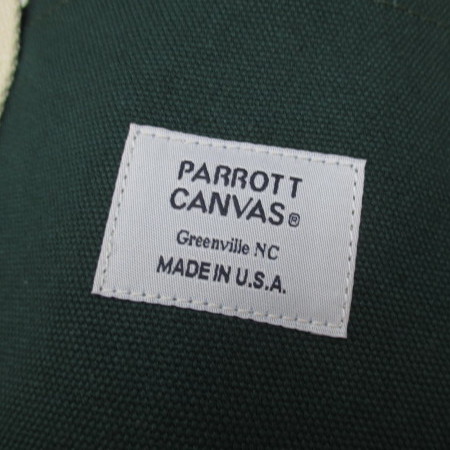 PARROTT
CANVAS®
Greenville NC
MADE IN U.S.A.